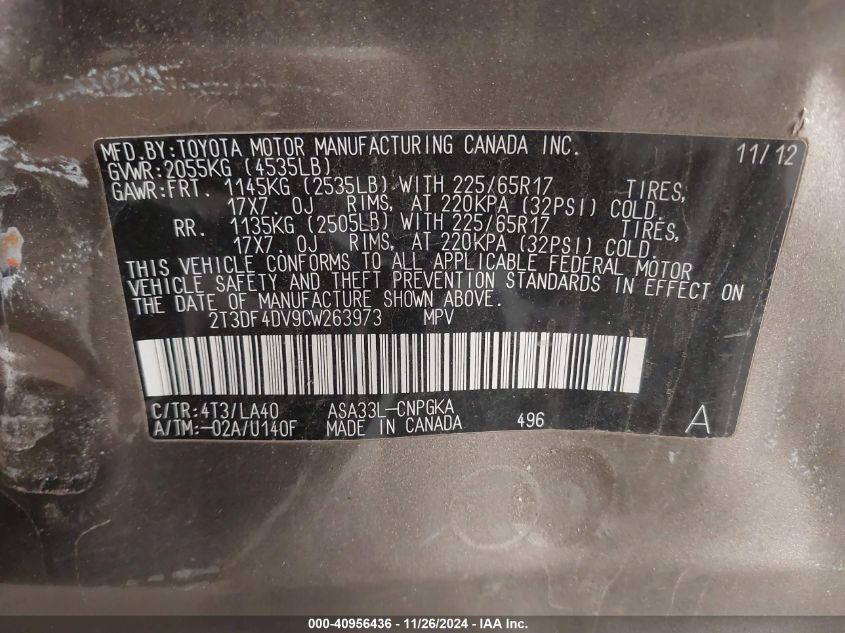 MFD.BY:TOYOTA MOTOR MANUFACTURING CANADA INC. 11/12
GVWR:2055KG (4535LB)
GAWR:FRT. 1145KG (2535LB) WITH 225/65R17 TIRES,
17X7.0J RIMS, AT 220KPA (32PSI) COLD.
RR. 1135KG (2505LB) WITH 225/65R17 TIRES,
17X7.0J RIMS, AT 220KPA (32PSI) COLD.
THIS VEHICLE CONFORMS TO ALL APPLICABLE FEDERAL MOTOR
VEHICLE SAFETY AND THEFT PREVENTION STANDARDS IN EFFECT ON
THE DATE OF MANUFACTURE SHOWN ABOVE.
2T3DF4DV9CW263973 MPV
C/TR:4T3/LA40 ASA33L-CNPGKA
A/TM:-02A/U140F MADE IN CANADA 496 A
000-40956436 - 11/26/2024 - IAA Inc.